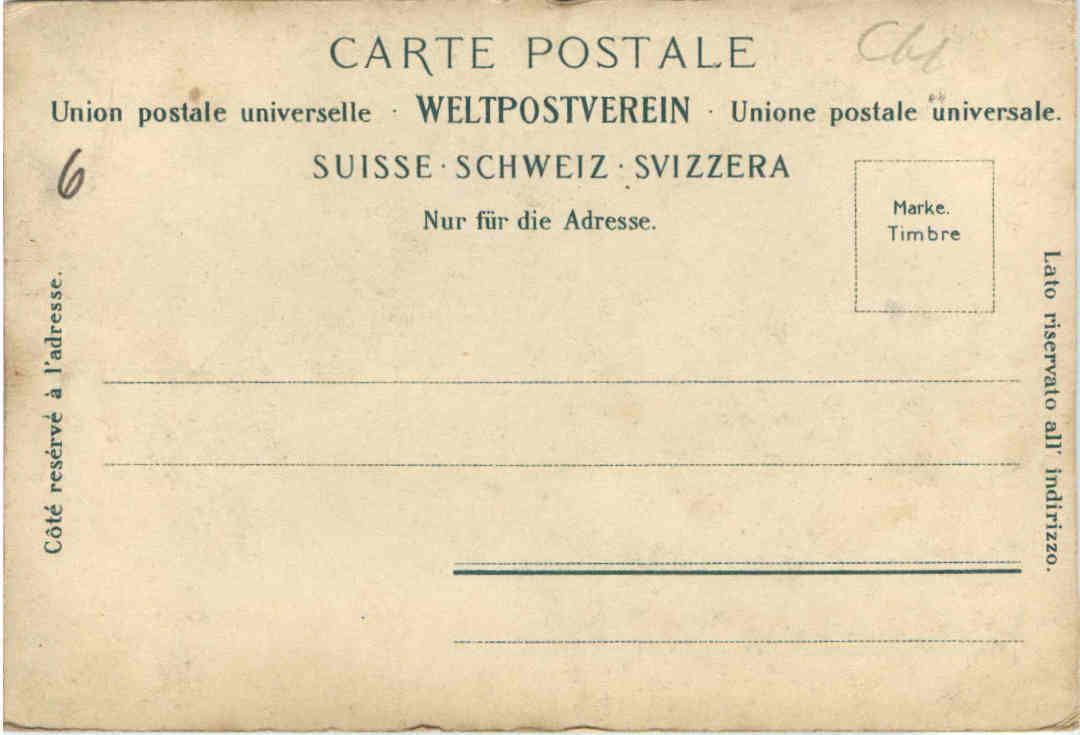 CARTE POSTALE
Union postale universelle · WELTPOSTVEREIN · Unione postale universale.
SUISSE · SCHWEIZ · SVIZZERA
Nur für die Adresse.
6
Marke.
Timbre
Côté resérvé à l'adresse.
Lato riservato all' indirizzo.